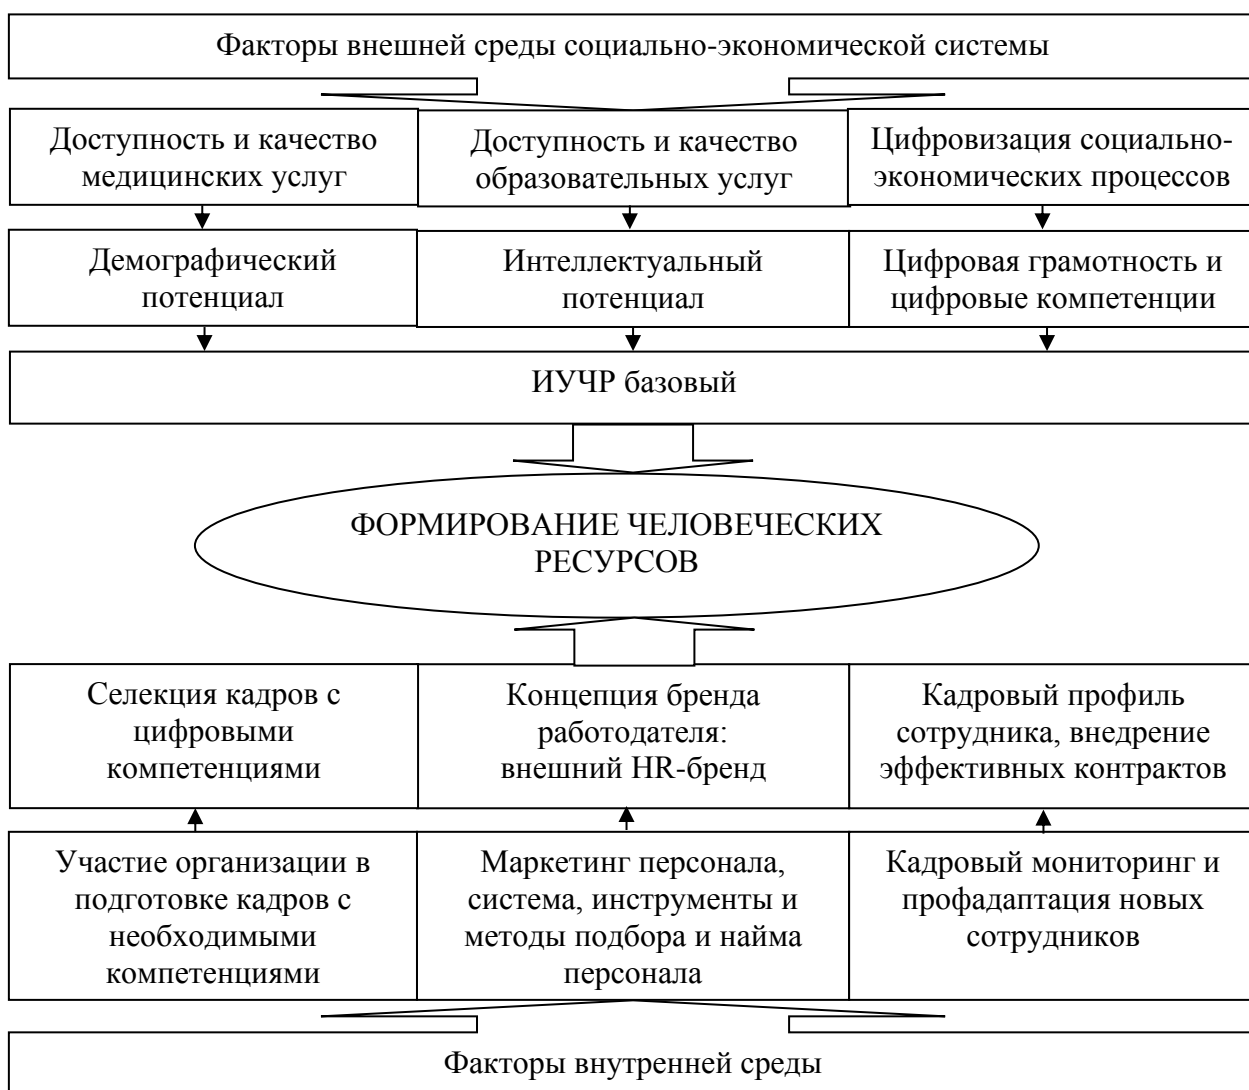 Факторы внешней среды социально-экономической системы
Доступность и качество
медицинских услуг
Доступность и качество
образовательных услуг
Цифровизация социально-
экономических процессов
Демографический
потенциал
Интеллектуальный
потенциал
Цифровая грамотность и
цифровые компетенции
ИУЧР базовый
ФОРМИРОВАНИЕ ЧЕЛОВЕЧЕСКИХ
РЕСУРСОВ
Селекция кадров с
цифровыми
компетенциями
Концепция бренда
работодателя:
внешний HR-бренд
Кадровый профиль
сотрудника, внедрение
эффективных контрактов
Участие организации в
подготовке кадров с
необходимыми
компетенциями
Маркетинг персонала,
система, инструменты и
методы подбора и найма
персонала
Кадровый мониторинг и
профадаптация новых
сотрудников
Факторы внутренней среды